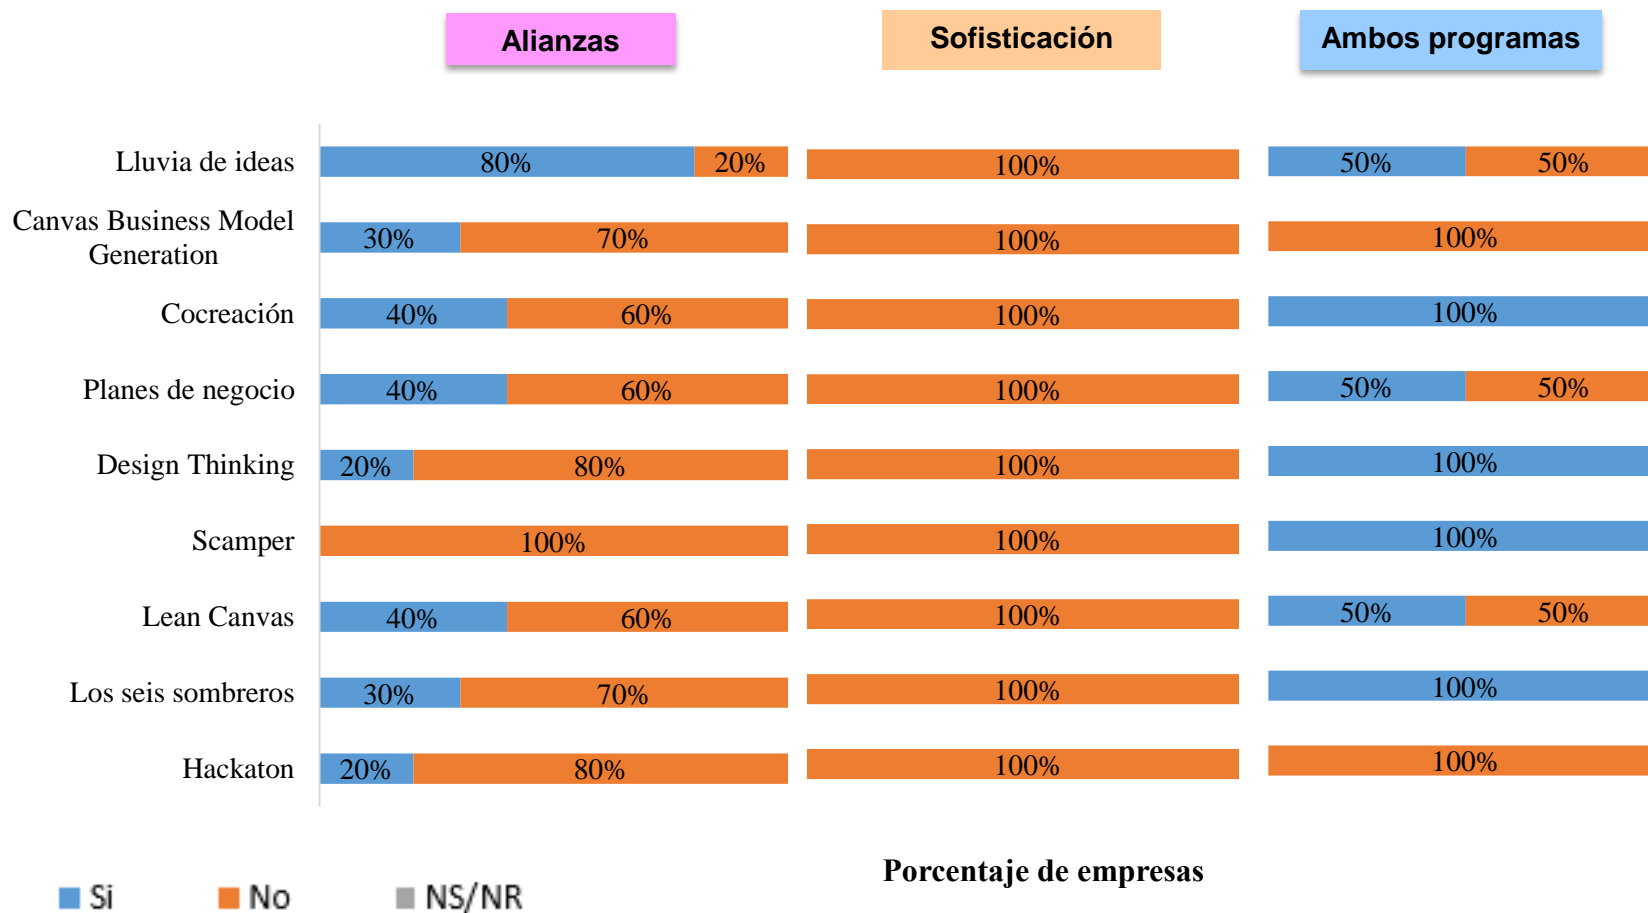 Alianzas Sofisticación Ambos programas
Lluvia de ideas 80% 20% 100% 50% 50%
Canvas Business Model
Generation 30% 70% 100% 100%
Cocreación 40% 60% 100% 100%
Planes de negocio 40% 60% 100% 50% 50%
Design Thinking 20% 80% 100% 100%
Scamper 100% 100% 100%
Lean Canvas 40% 60% 100% 50% 50%
Los seis sombreros 30% 70% 100% 100%
Hackaton 20% 80% 100% 100%
Porcentaje de empresas
Si No NS/NR